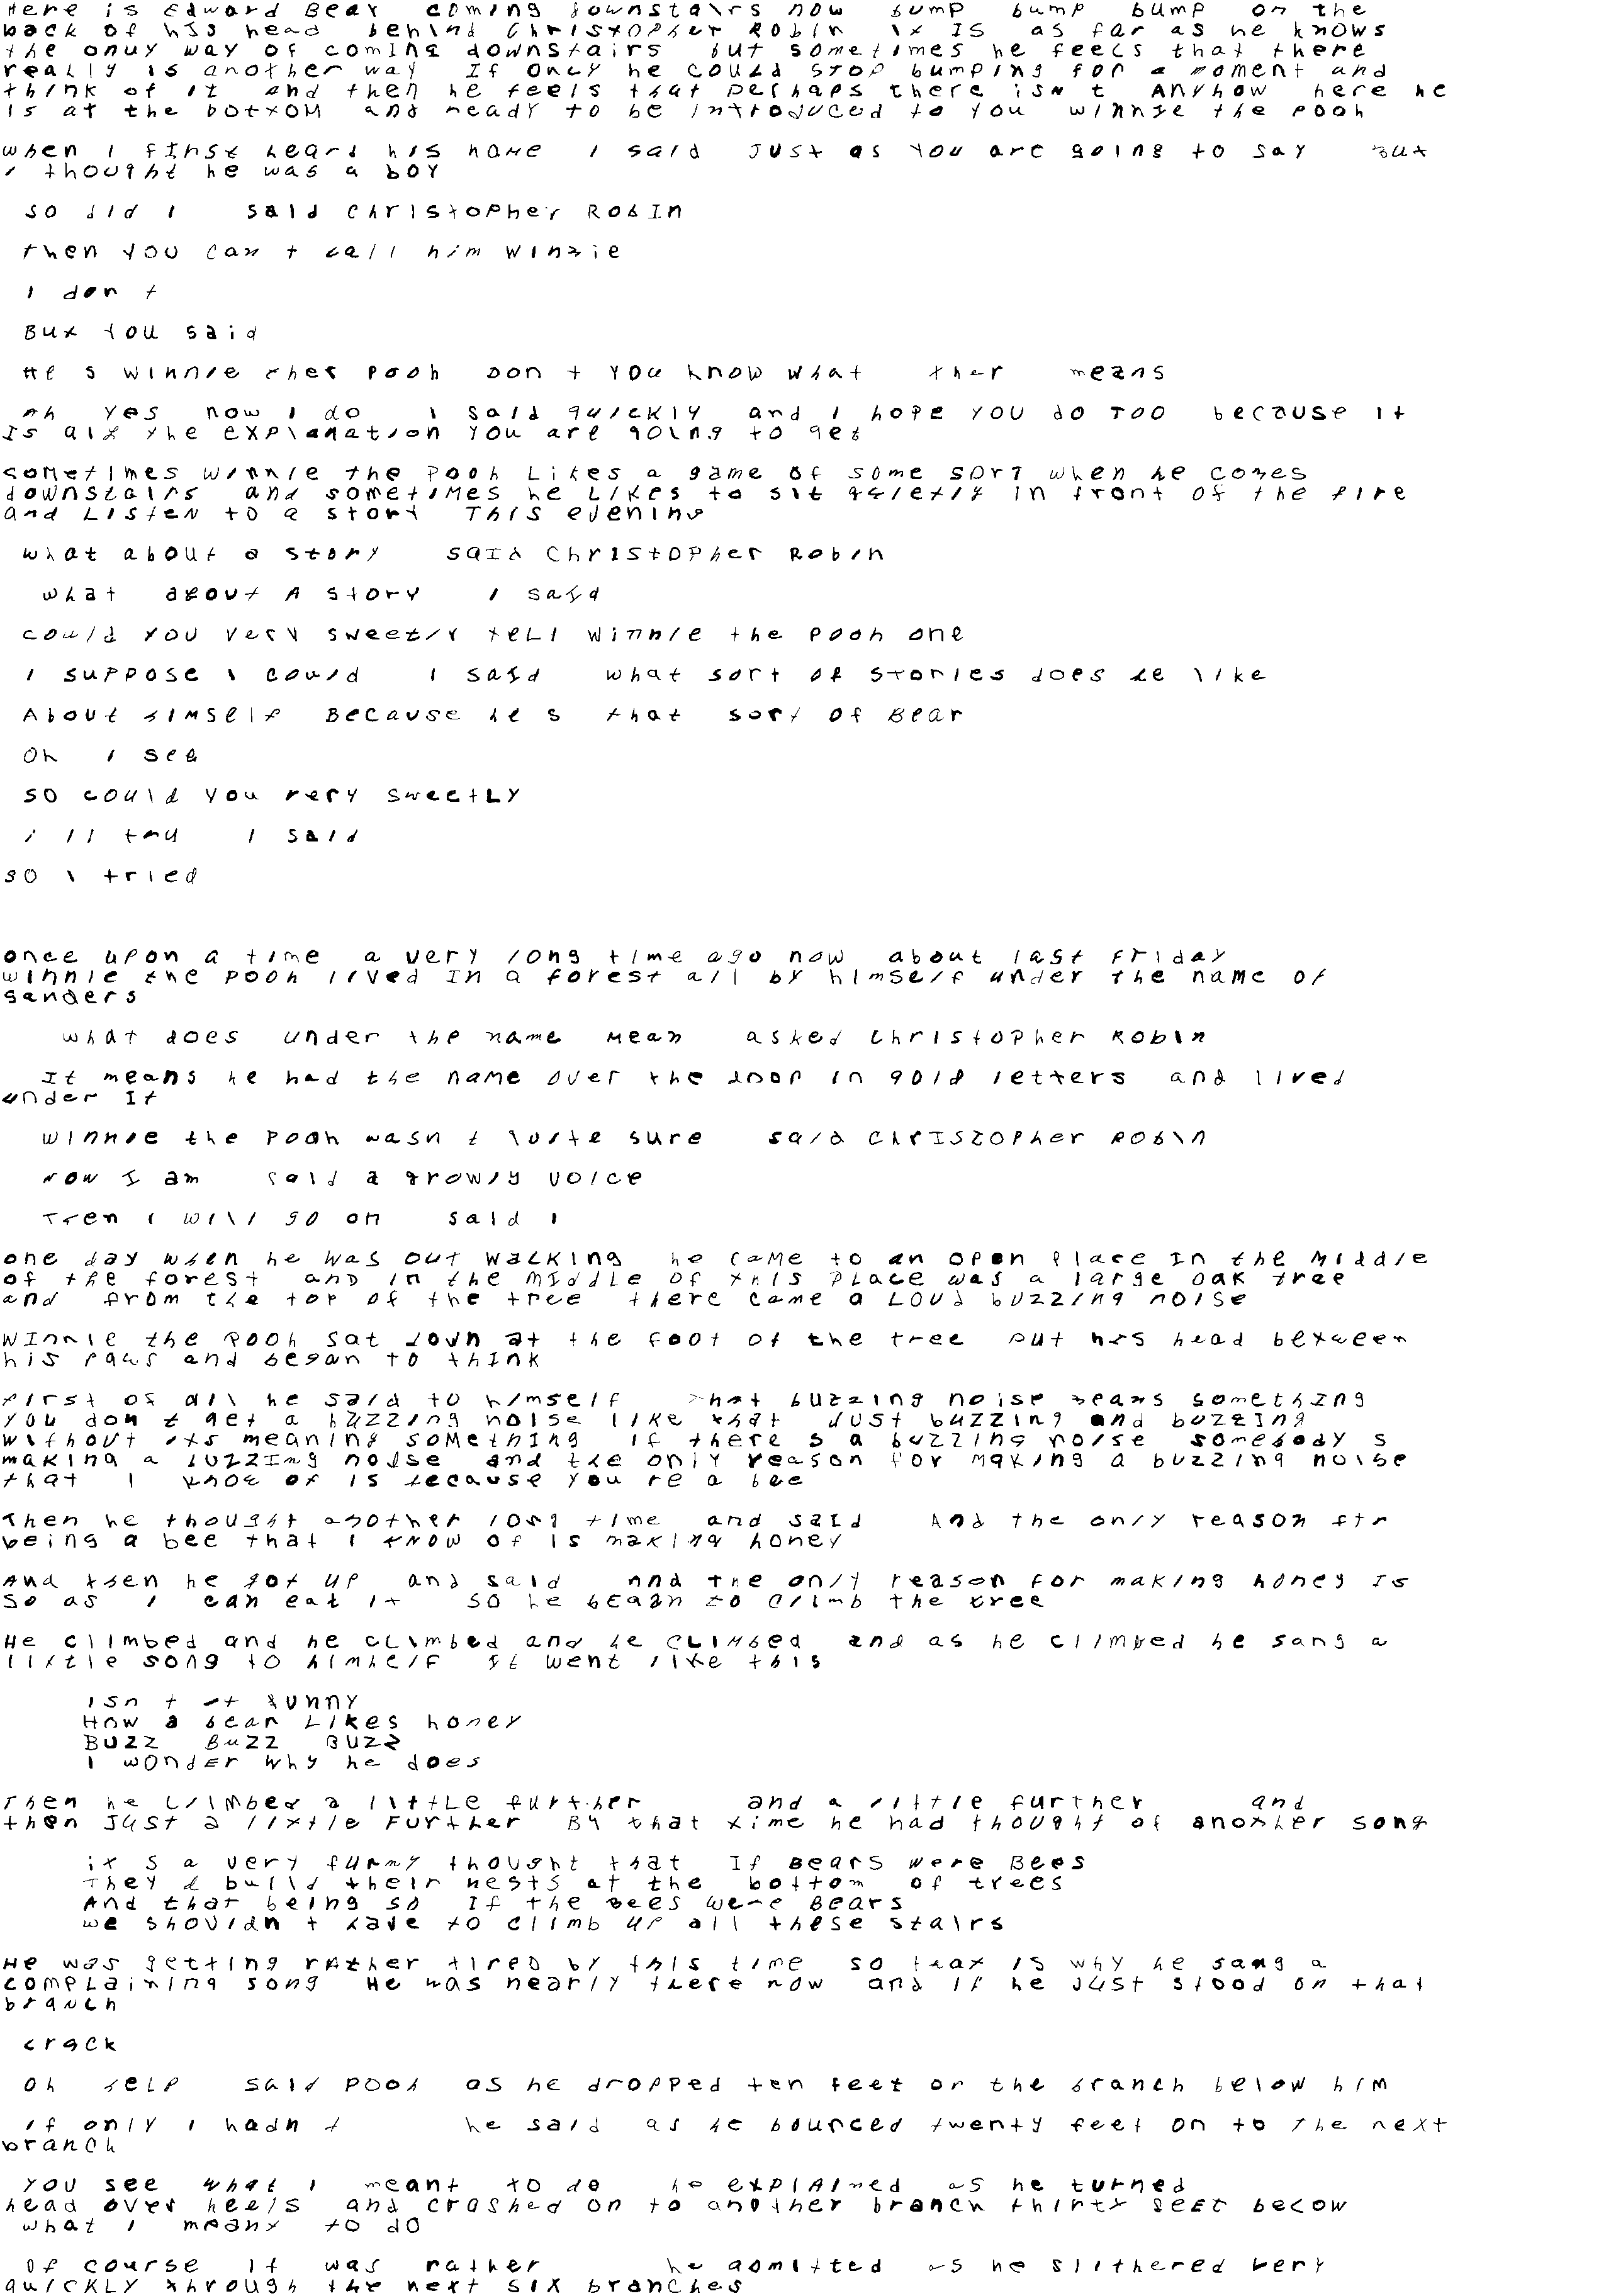 Here is Edward Bear coming downstairs now bump bump bump on the
back of his head behind Christopher Robin it is as far as he knows
the onuy way of coming downstairs but sometimes he feels that there
really is another way If only he could stop bumping for a moment and
think of it and then he feels that perhaps there isn t Anyhow here he
is at the bottom and ready to be introduced to you winnie the pooh
when I first heard his name I said just as you are going to say but
I thought he was a boy
so did I said Christopher Robin
then you can t call him winnie
I don t
But you said
He s winnie ther pooh Don t you know what ther means
Ah yes now I do I said quickly and I hope you do too because it
is all the explanation you are going to get
sometimes winnie the pooh likes a game of some sort when he comes
downstairs and sometimes he likes to sit quietly in front of the fire
and listen to a story This evening
what about a story said Christopher Robin
what about a story I said
could you very sweetly tell winnie the pooh one
I suppose I could I said what sort of stories does he like
About himself Because he s that sort of Bear
Oh I see
so could you very sweetly
I ll try I said
so I tried
once upon a time a very long time ago now about last Friday
winnie the pooh lived in a forest all by himself under the name of
sanders
what does under the name mean asked Christopher Robin
It means he had the name over the door in gold letters and lived
under it
winnie the pooh wasn t quite sure said Christopher Robin
now I am said a growly voice
Then I will go on said I
one day when he was out walking he came to an open place in the middle
of the forest and in the middle of this place was a large oak tree
and from the top of the tree there came a loud buzzing noise
winnie the pooh sat down at the foot of the tree put his head between
his paws and began to think
first of all he said to himself That buzzing noise means something
you don t get a buzzing noise like that just buzzing and buzzing
without its meaning something if there s a buzzing noise somebody s
making a buzzing noise and the only reason for making a buzzing noise
that I know of is because you re a bee
Then he thought another long time and said And the only reason for
being a bee that I know of is making honey
And then he got up and said And the only reason for making honey is
so as I can eat it so he began to climb the tree
He climbed and he climbed and he climbed and as he climbed he sang a
little song to himself It went like this
isn t it funny
How a bear likes honey
Buzz Buzz Buzz
I wonder why he does
Then he climbed a little further and a little further and
then just a little further By that time he had thought of another song
it s a very funny thought that If Bears were Bees
They d build their nests at the bottom of trees
And that being so If the Bees were Bears
we shouldn t have to climb up all these stairs
He was getting rather tired by this time so that is why he sang a
complaining song He was nearly there now and if he just stood on that
branch
crack
Oh help said pooh as he dropped ten feet on the branch below him
if only I hadn t he said as he bounced twenty feet on to the next
branch
you see what I meant to do he explained as he turned
head over heels and crashed on to another branch thirty feet below
what I meant to do
of course it was rather he admitted as he slithered very
quickly through the next six branches